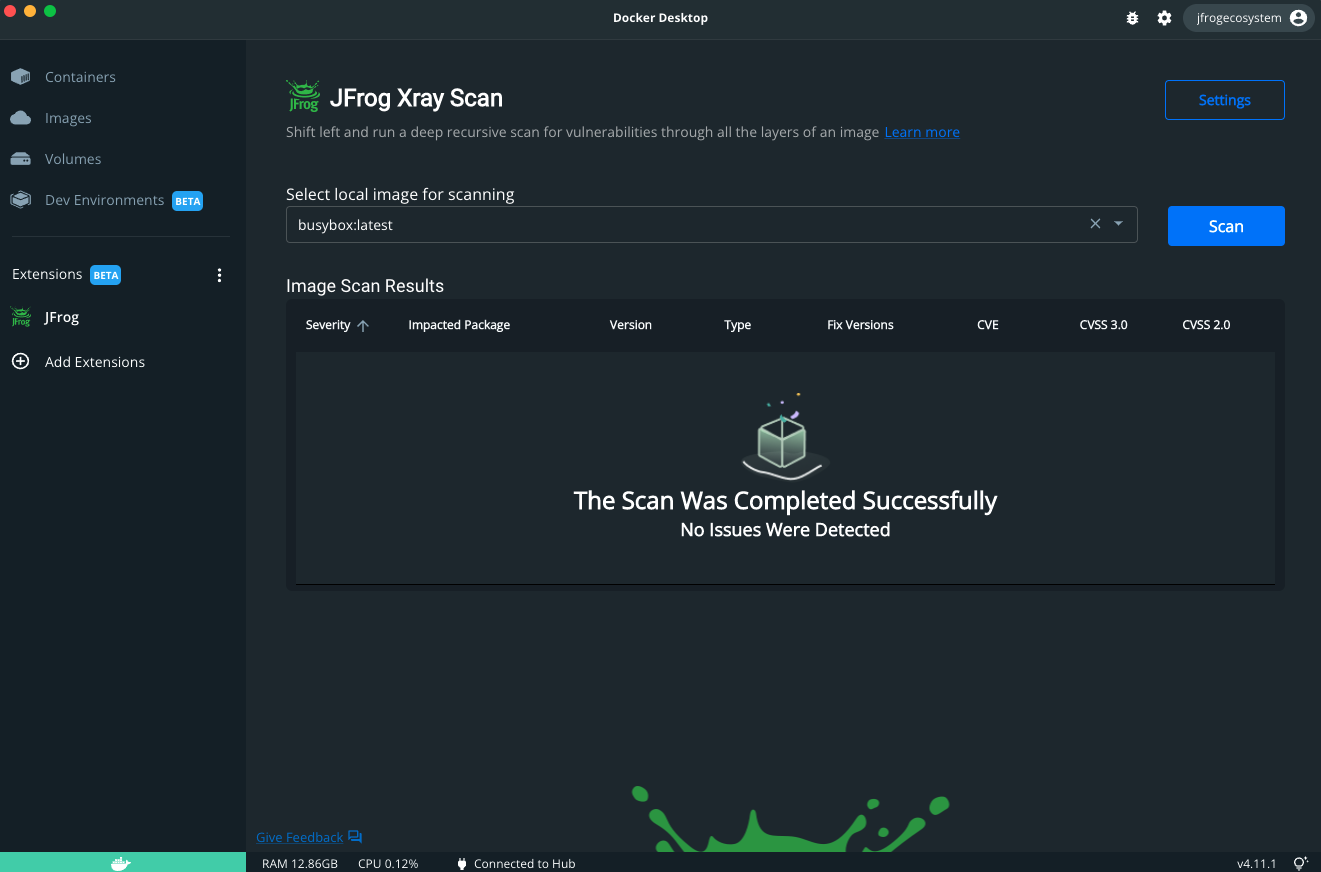 Docker Desktop
jfrogecosystem
Containers
Images
Volumes
Dev Environments BETA
Extensions BETA
JFrog
JFrog
Add Extensions
JFrog
JFrog Xray Scan
Settings
Shift left and run a deep recursive scan for vulnerabilities through all the layers of an image Learn more
Select local image for scanning
busybox:latest
Scan
Image Scan Results
Severity Impacted Package Version Type Fix Versions CVE CVSS 3.0 CVSS 2.0
The Scan Was Completed Successfully
No Issues Were Detected
Give Feedback
RAM 12.86GB CPU 0.12% Connected to Hub v4.11.1